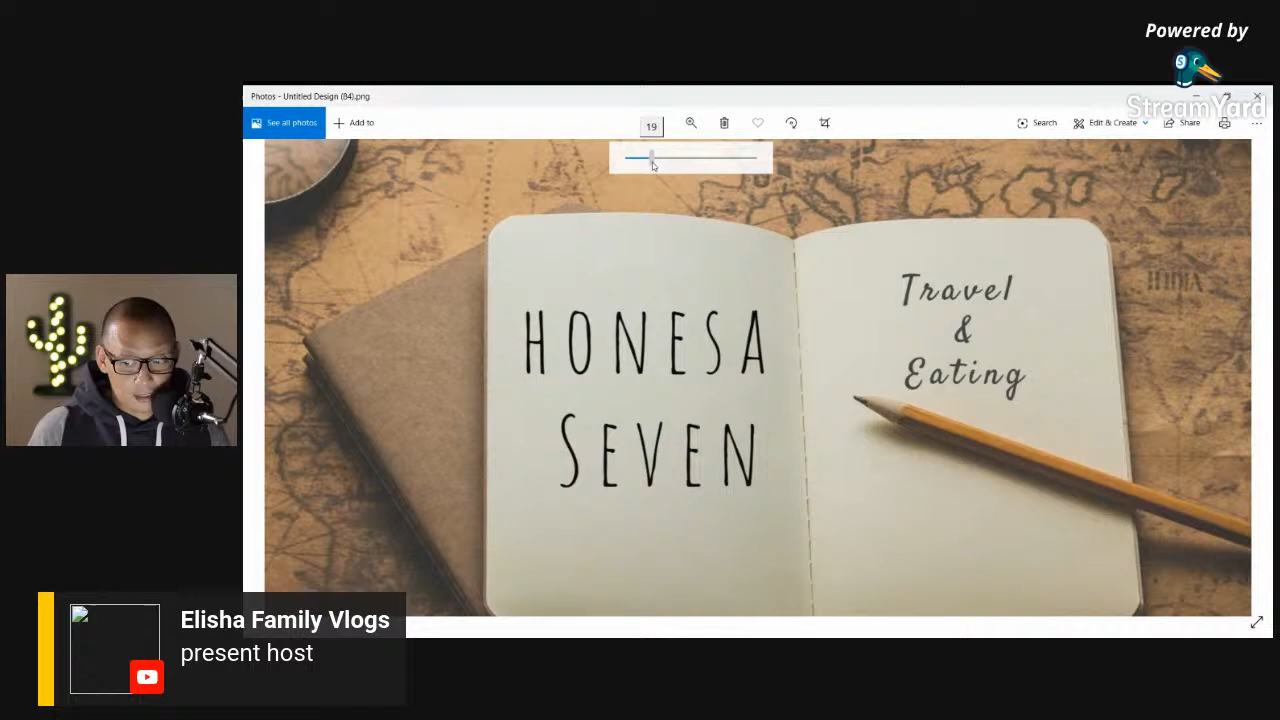 Powered by
StreamYard
Photos - Untitled Design (84).png
See all photos
Add to
19
Search
Edit & Create
Share
HONESA
SEVEN
Travel
&
Eating
INDIA
Elisha Family Vlogs
present host